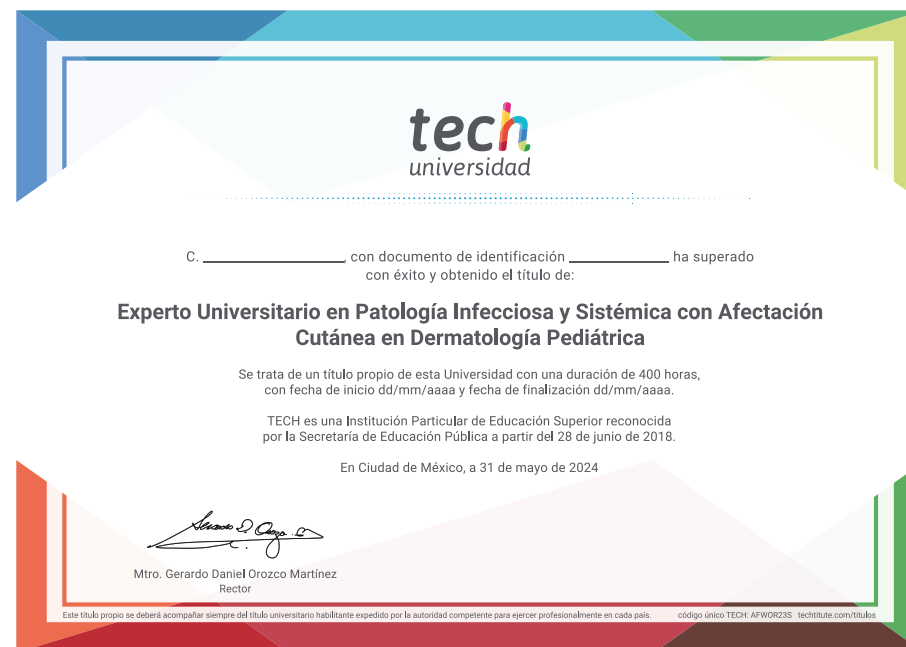 tech
universidad
C. ____________________, con documento de identificación ______________ ha superado
con éxito y obtenido el título de:
Experto Universitario en Patología Infecciosa y Sistémica con Afectación
Cutánea en Dermatología Pediátrica
Se trata de un título propio de esta Universidad con una duración de 400 horas,
con fecha de inicio dd/mm/aaaa y fecha de finalización dd/mm/aaaa.
TECH es una Institución Particular de Educación Superior reconocida
por la Secretaría de Educación Pública a partir del 28 de junio de 2018.
En Ciudad de México, a 31 de mayo de 2024
Mtro. Gerardo Daniel Orozco Martínez
Rector
Este título propio se deberá acompañar siempre del título universitario habilitante expedido por la autoridad competente para ejercer profesionalmente en cada país. código único TECH: AFWOR23S techtitute.com/titulos